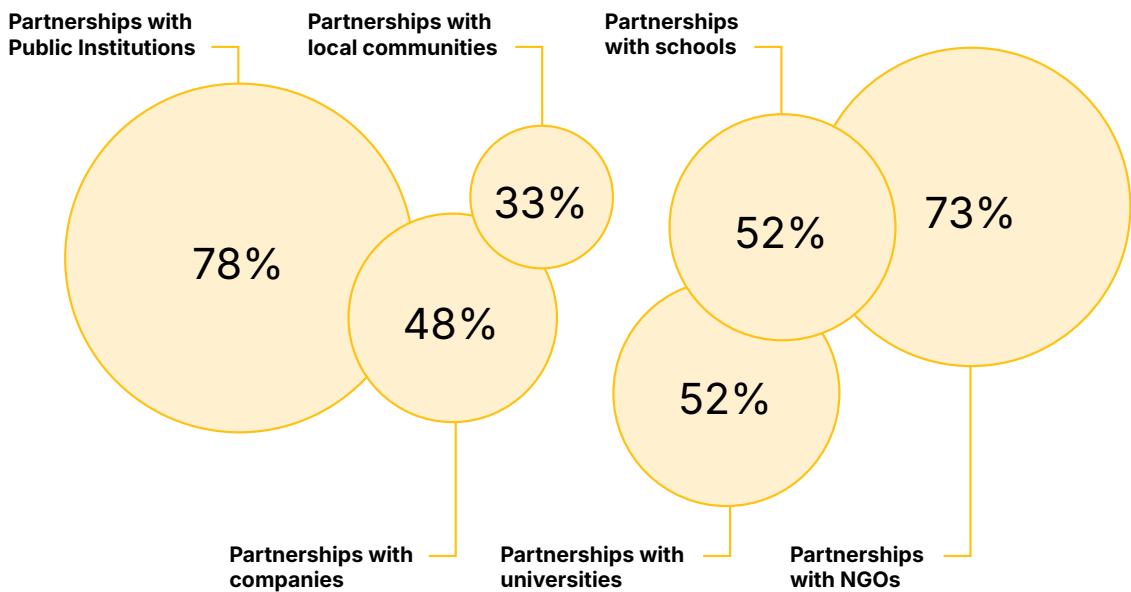 Partnerships with
Public Institutions
Partnerships with
local communities
Partnerships
with schools
78%
48%
33%
52%
52%
73%
Partnerships with
companies
Partnerships with
universities
Partnerships
with NGOs